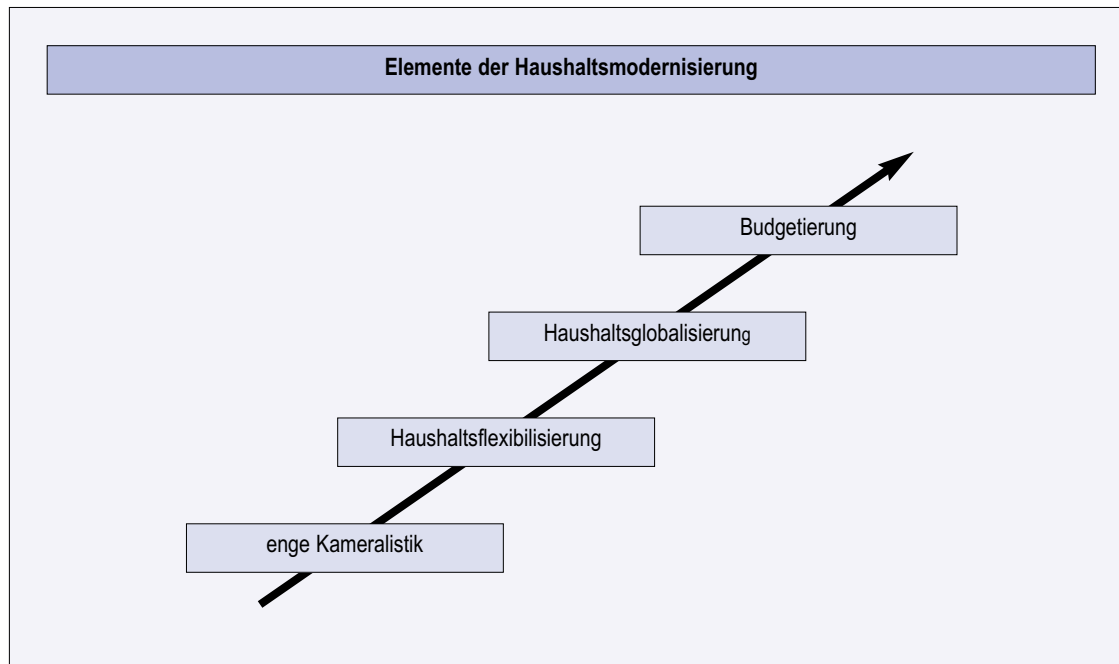 Elemente der Haushaltsmodernisierung
Budgetierung
Haushaltsglobalisierung
Haushaltsflexibilisierung
enge Kameralistik